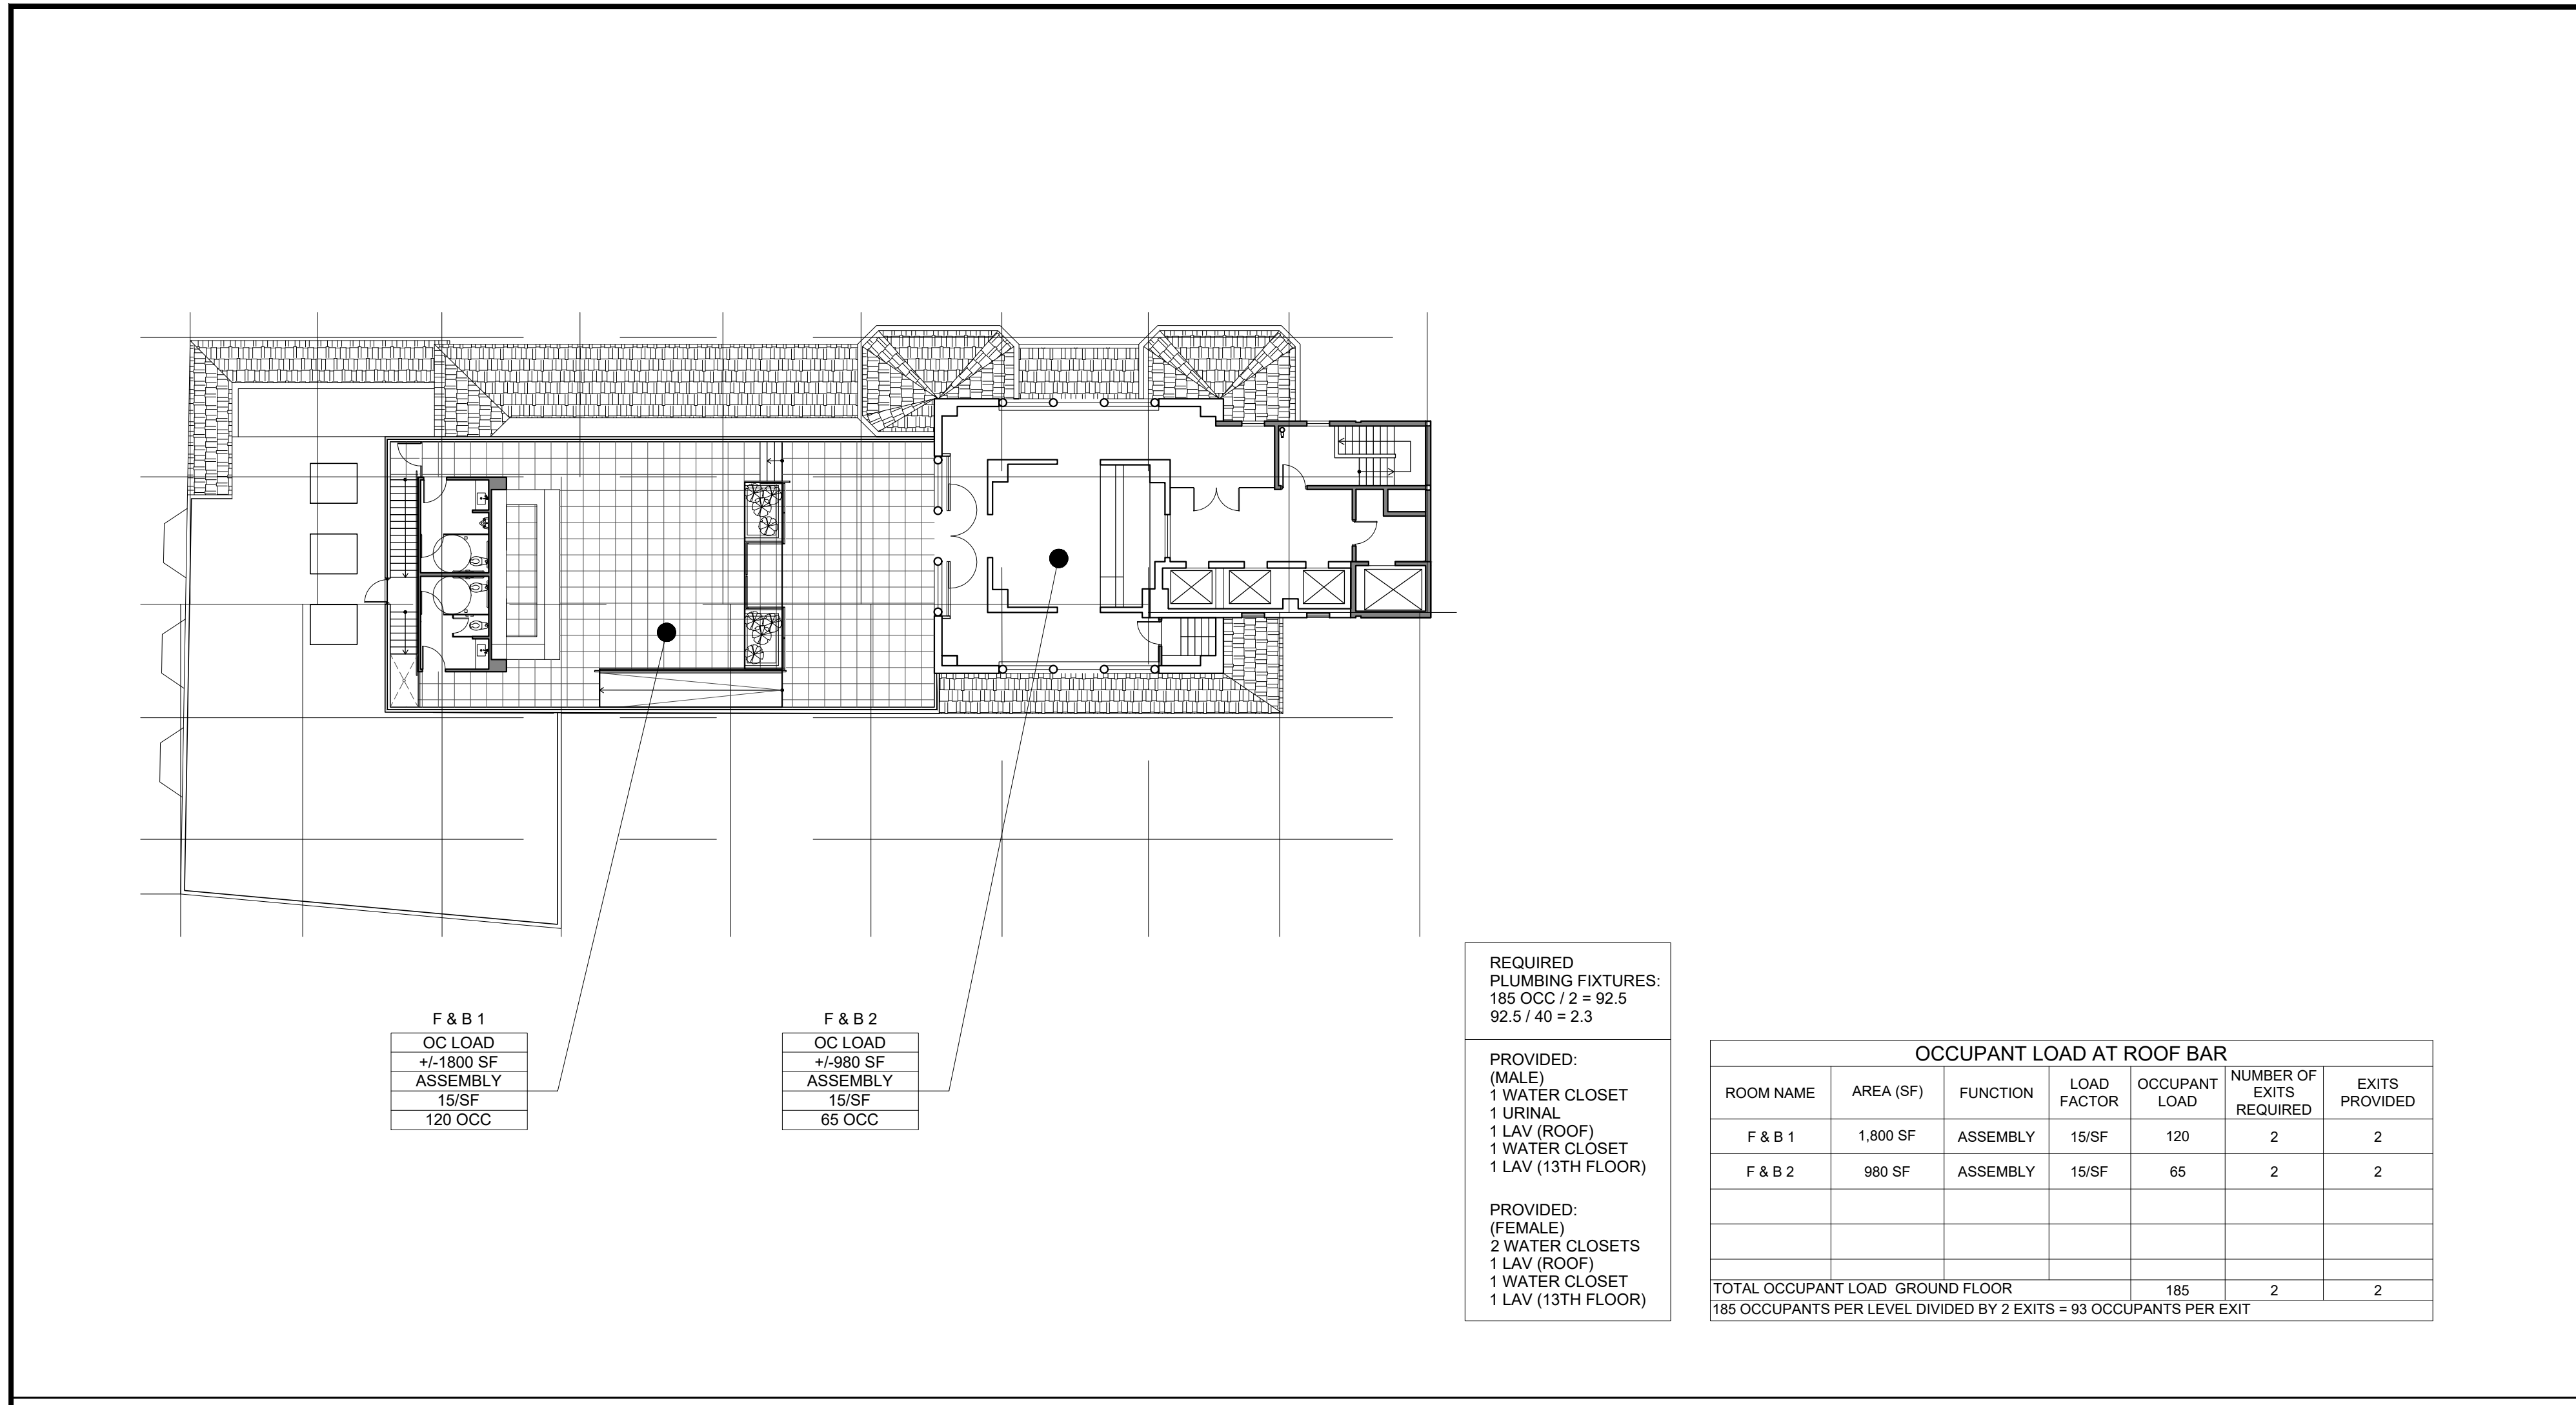 F & B 1
OC LOAD
+/-1800 SF
ASSEMBLY
15/SF
120 OCC
F & B 2
OC LOAD
+/-980 SF
ASSEMBLY
15/SF
65 OCC
REQUIRED
PLUMBING FIXTURES:
185 OCC / 2 = 92.5
92.5 / 40 = 2.3
PROVIDED:
(MALE)
1 WATER CLOSET
1 URINAL
1 LAV (ROOF)
1 WATER CLOSET
1 LAV (13TH FLOOR)
PROVIDED:
(FEMALE)
2 WATER CLOSETS
1 LAV (ROOF)
1 WATER CLOSET
1 LAV (13TH FLOOR)
OCCUPANT LOAD AT ROOF BAR
ROOM NAME AREA (SF) FUNCTION LOAD FACTOR OCCUPANT LOAD NUMBER OF EXITS REQUIRED EXITS PROVIDED
F & B 1 1,800 SF ASSEMBLY 15/SF 120 2 2
F & B 2 980 SF ASSEMBLY 15/SF 65 2 2
TOTAL OCCUPANT LOAD GROUND FLOOR 185 2 2
185 OCCUPANTS PER LEVEL DIVIDED BY 2 EXITS = 93 OCCUPANTS PER EXIT